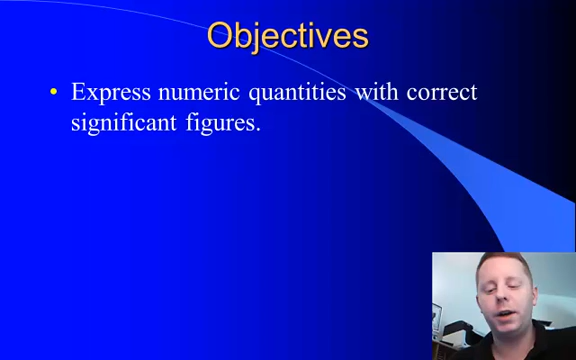 Objectives
• Express numeric quantities with correct
significant figures.